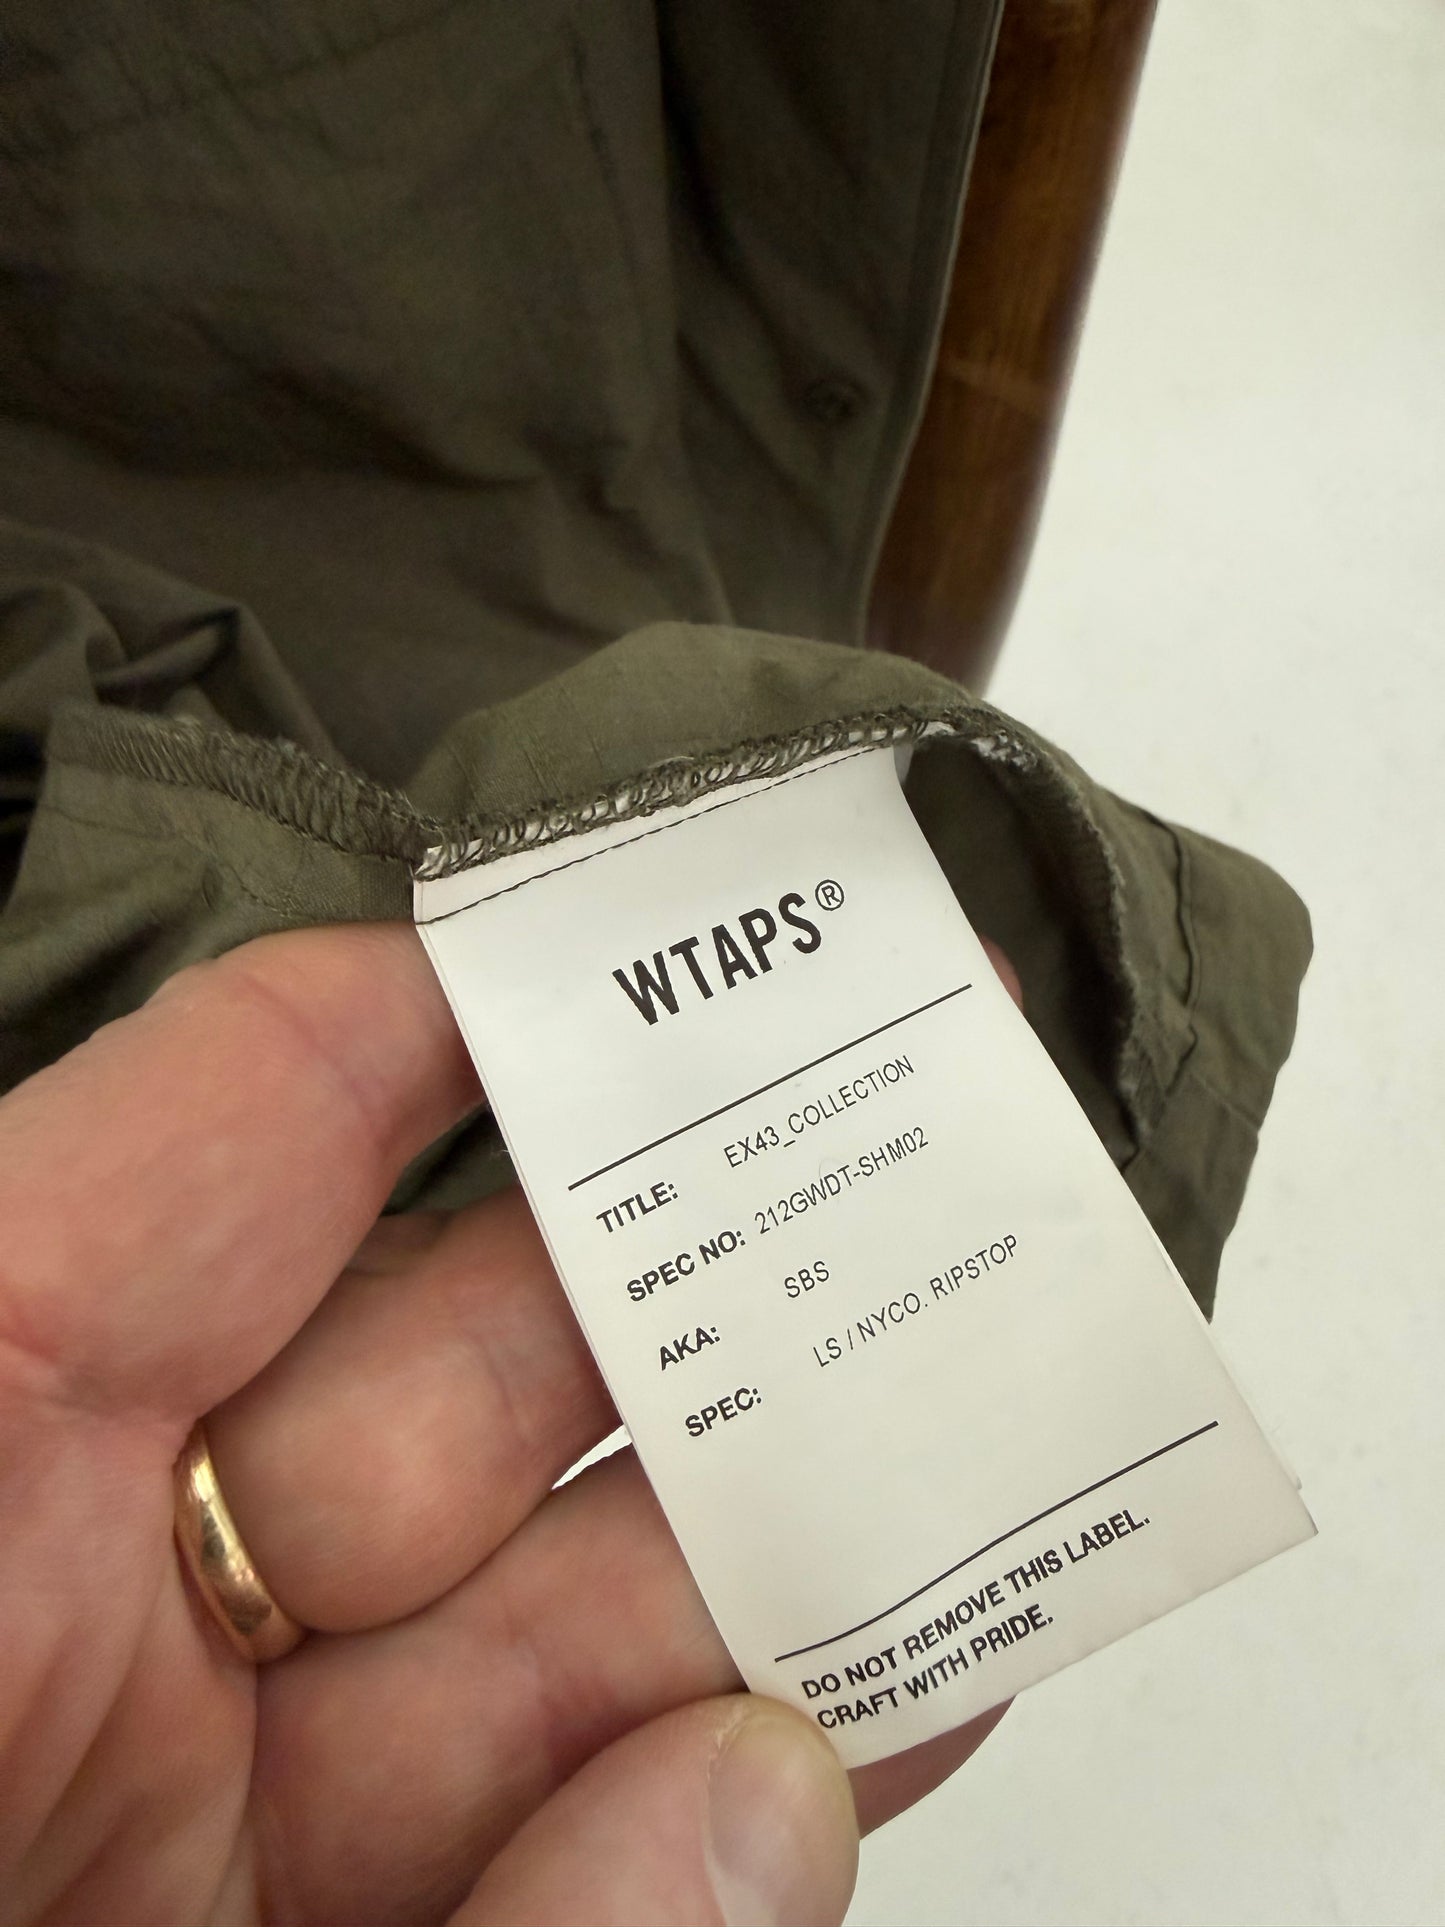 WTAPS®
TITLE: EX43_COLLECTION
SPEC NO: 212GWDT-SHM02
AKA: SBS
SPEC: LS / NYCO. RIPSTOP
DO NOT REMOVE THIS LABEL.
CRAFT WITH PRIDE.